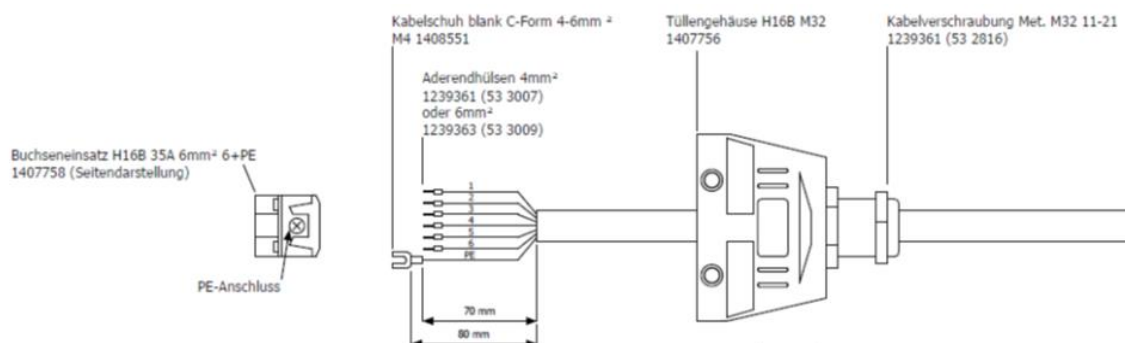 Kabelschuh blank C-Form 4-6mm ²
M4 1408551
Tüllengehäuse H16B M32
1407756
Kabelverschraubung Met. M32 11-21
1239361 (53 2816)
Aderendhülsen 4mm²
1239361 (53 3007)
oder 6mm²
1239363 (53 3009)
Buchseneinsatz H16B 35A 6mm² 6+PE
1407758 (Seitendarstellung)
1
2
3
4
5
6
PE
PE-Anschluss
70 mm
80 mm